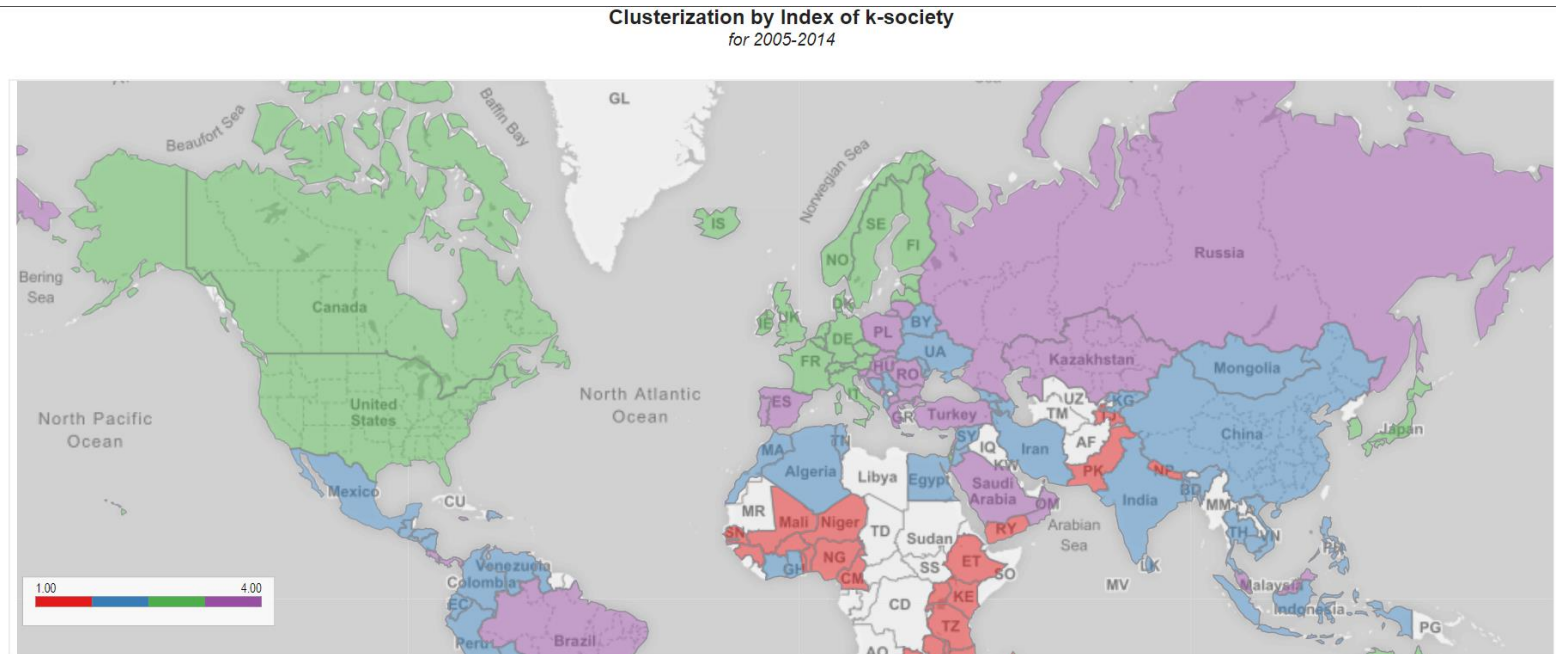 Clusterization by Index of k-society
for 2005-2014
GL
Beaufort Sea
Baffin Bay
Norwegian Sea
IS
SE
FI
NO
Russia
Bering
Sea
Canada
DK
IE
UK
BY
PL
DE
UA
FR
HU
RO
Kazakhstan
Mongolia
IT
ES
GR
Turkey
UZ
TM
KG
TJ
North Atlantic
Ocean
United
States
North Pacific
Ocean
Japan
China
TN
MA
SY
IQ
Iran
AF
Algeria
Libya
Egypt
KW
Saudi
Arabia
PK
NP
BD
India
Mexico
CU
OM
MR
Mali
Niger
TD
Sudan
RY
Arabian
Sea
MM
LA
TH
VN
PH
SN
NG
GH
CM
SS
ET
SO
LK
MV
Venezuela
Colombia
Malaysia
Indonesia
EC
CD
KE
TZ
PG
Peru
Brazil
AO
1.00
4.00